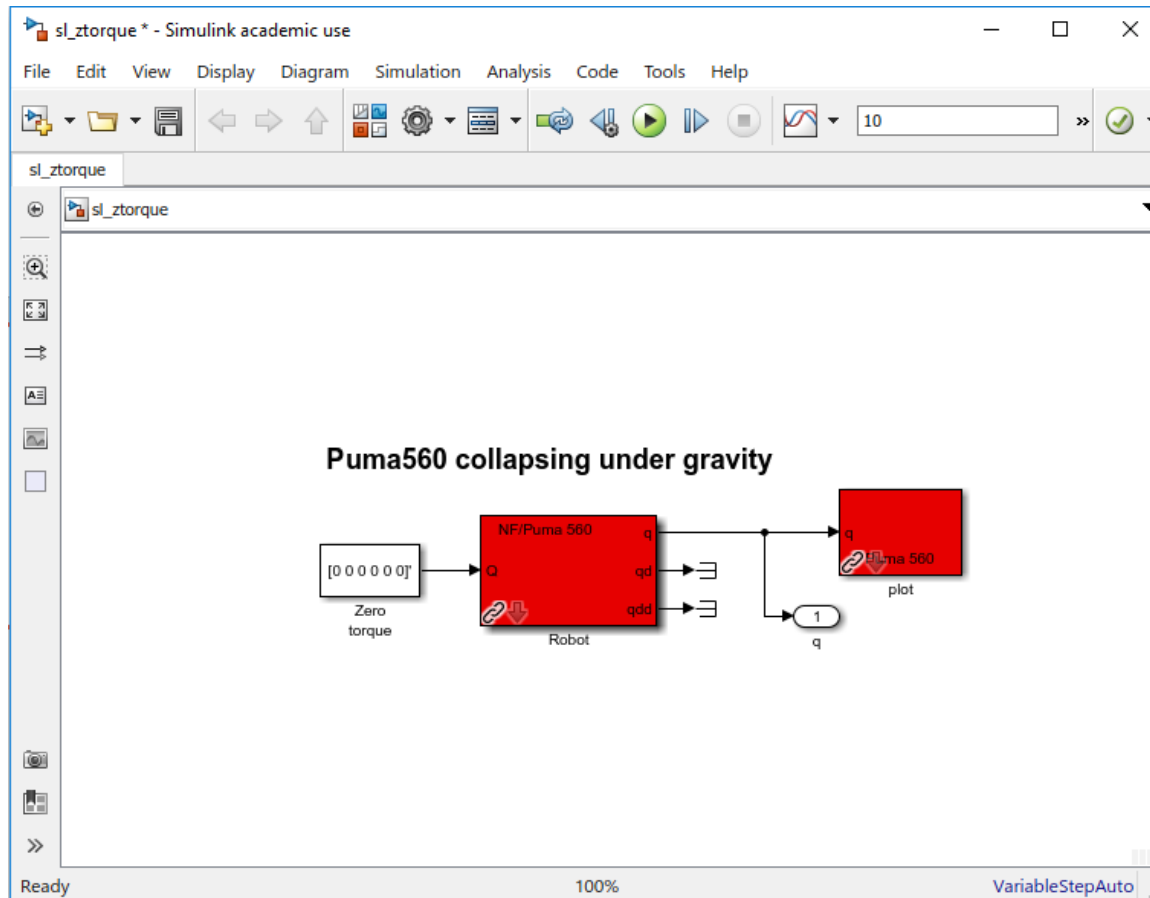 sl_ztorque * - Simulink academic use
File Edit View Display Diagram Simulation Analysis Code Tools Help
10
sl_ztorque
sl_ztorque
Puma560 collapsing under gravity
[0 0 0 0 0 0]'
Zero
torque
NF/Puma 560
Q
q
qd
qdd
Robot
q
560
plot
1
q
Ready 100% VariableStepAuto